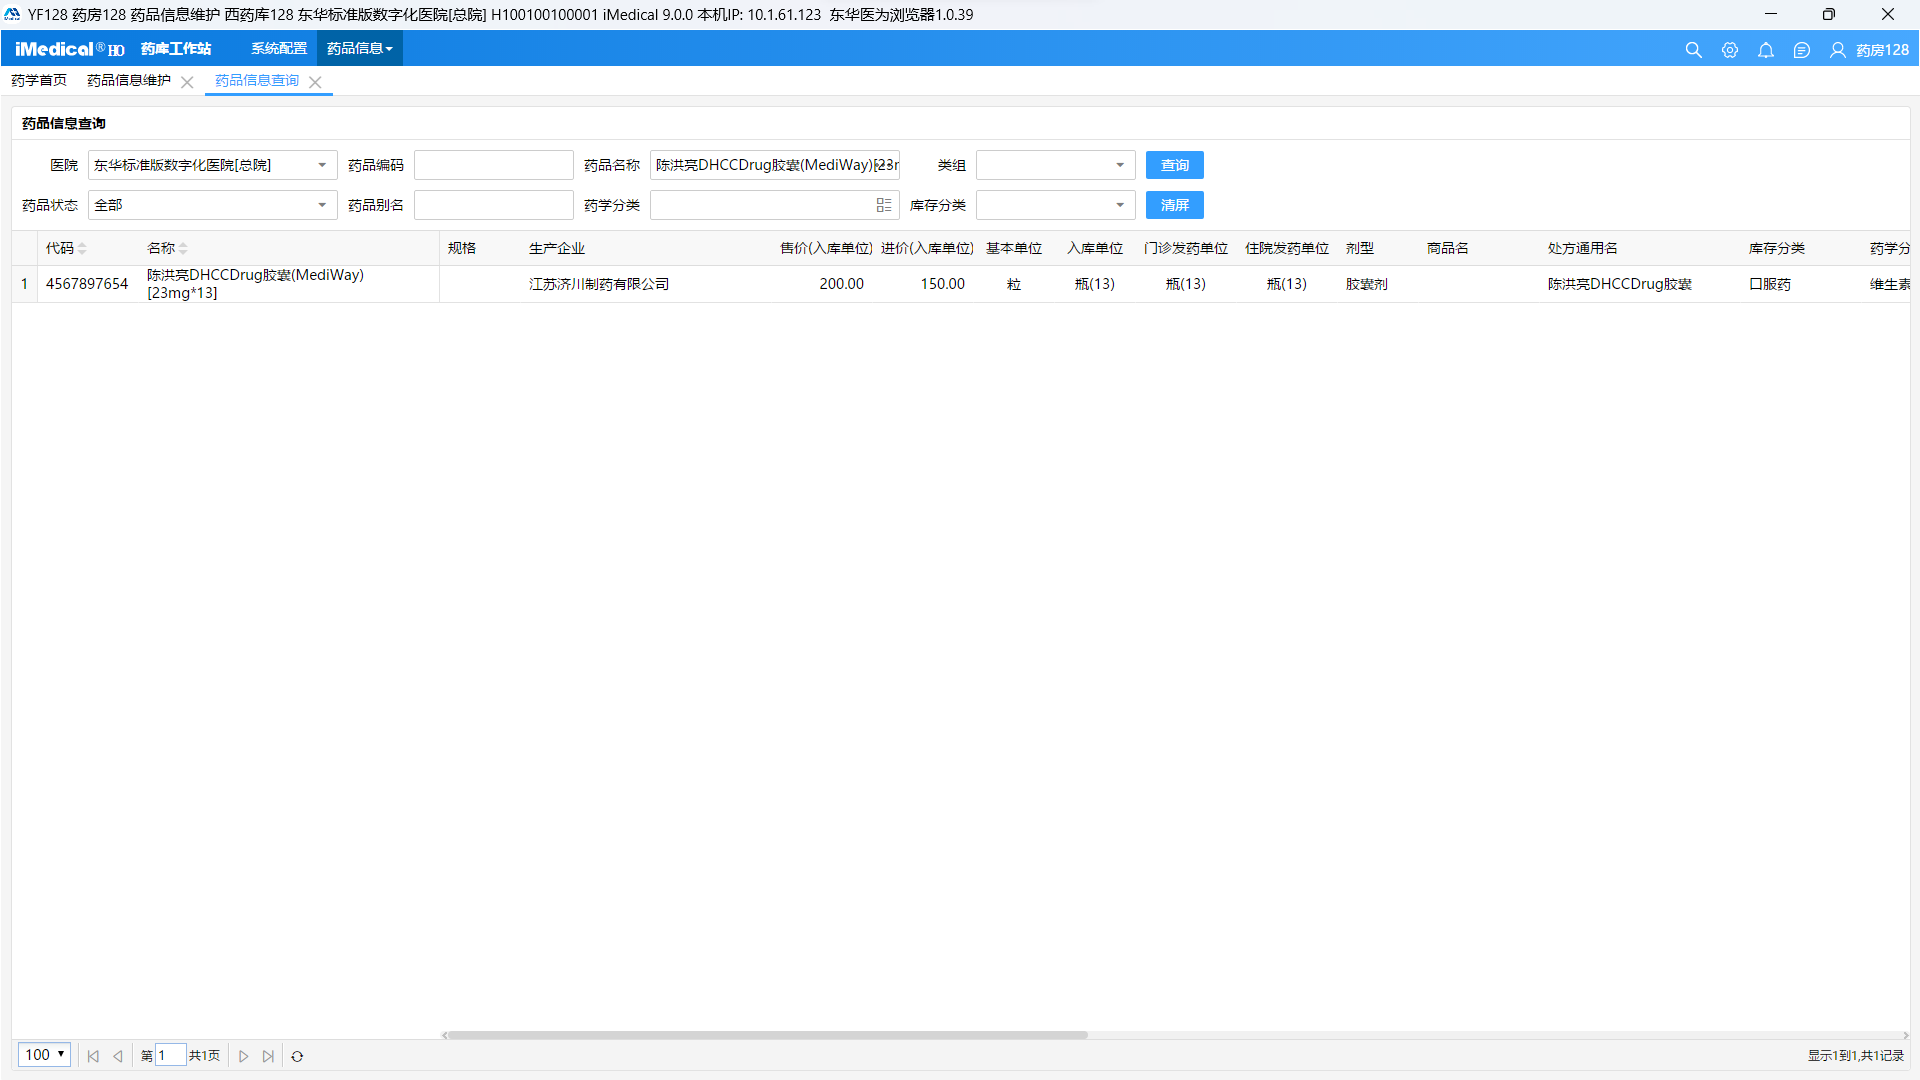 YF128 药房128 药品信息维护 西药库128 东华标准版数字化医院[总院] H100100100001 iMedical 9.0.0 本机IP: 10.1.61.123 东华医为浏览器1.0.39
iMedical®HO 药库工作站 系统配置 药品信息 药房128
药学首页 药品信息维护 药品信息查询
药品信息查询
医院 东华标准版数字化医院[总院] 药品编码 药品名称 陈洪亮DHCCDrug胶囊(MediWay)[23m 类组 查询
药品状态 全部 药品别名 药学分类 库存分类 清屏
代码 名称 规格 生产企业 售价(入库单位) 进价(入库单位) 基本单位 入库单位 门诊发药单位 住院发药单位 剂型 商品名 处方通用名 库存分类 药学分
1 4567897654 陈洪亮DHCCDrug胶囊(MediWay)
[23mg*13] 江苏济川制药有限公司 200.00 150.00 粒 瓶(13) 瓶(13) 瓶(13) 胶囊剂 陈洪亮DHCCDrug胶囊 口服药 维生素
100 第 1 共1页 显示1到1,共1记录